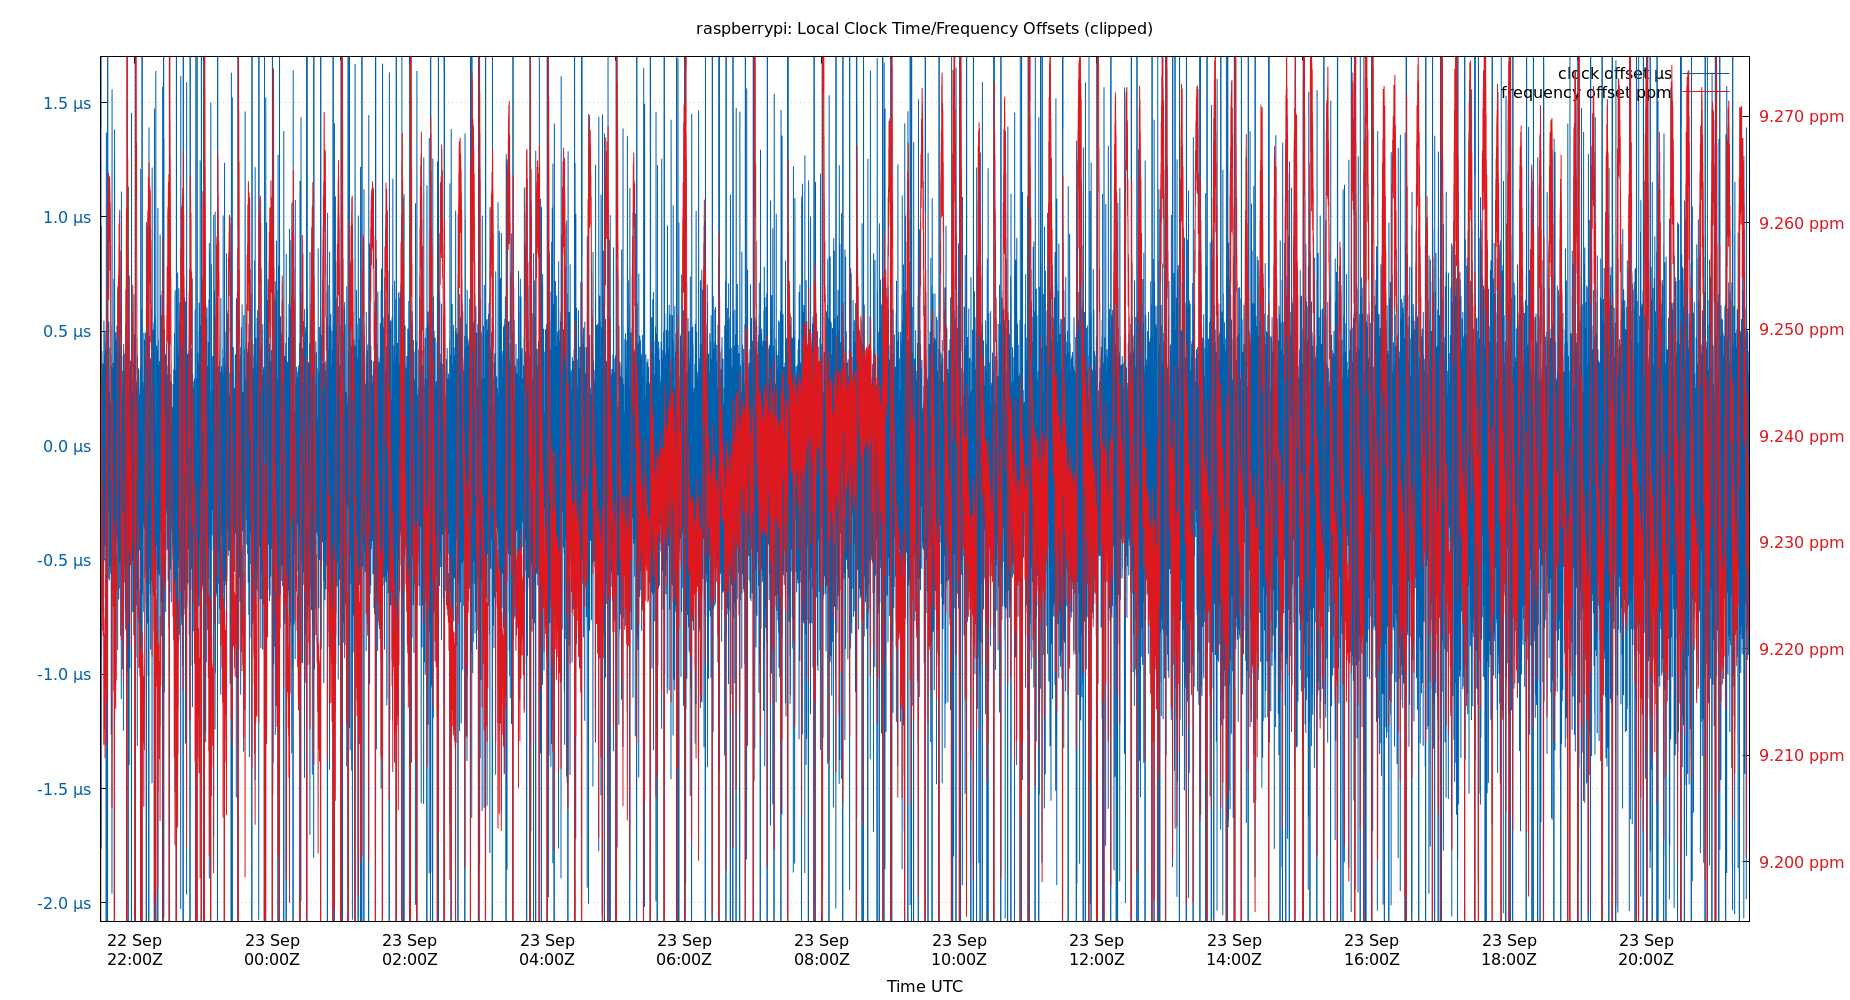 raspberrypi: Local Clock Time/Frequency Offsets (clipped)
clock offset µs
frequency offset ppm
1.5 µs
1.0 µs
0.5 µs
0.0 µs
-0.5 µs
-1.0 µs
-1.5 µs
-2.0 µs
9.270 ppm
9.260 ppm
9.250 ppm
9.240 ppm
9.230 ppm
9.220 ppm
9.210 ppm
9.200 ppm
22 Sep
22:00Z
23 Sep
00:00Z
23 Sep
02:00Z
23 Sep
04:00Z
23 Sep
06:00Z
23 Sep
08:00Z
23 Sep
10:00Z
23 Sep
12:00Z
23 Sep
14:00Z
23 Sep
16:00Z
23 Sep
18:00Z
23 Sep
20:00Z
Time UTC